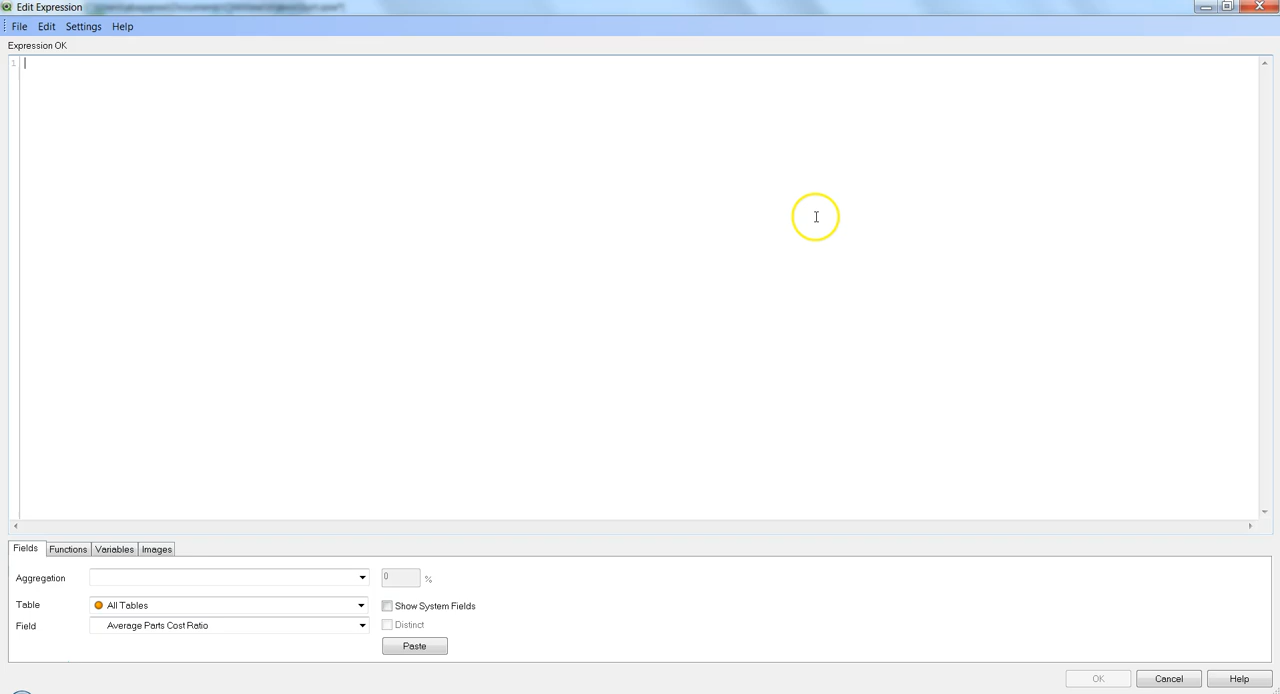 Edit Expression
File Edit Settings Help
Expression OK
1
Fields Functions Variables Images
Aggregation 0 %
Table All Tables Show System Fields
Field Average Parts Cost Ratio Distinct
Paste
OK Cancel Help